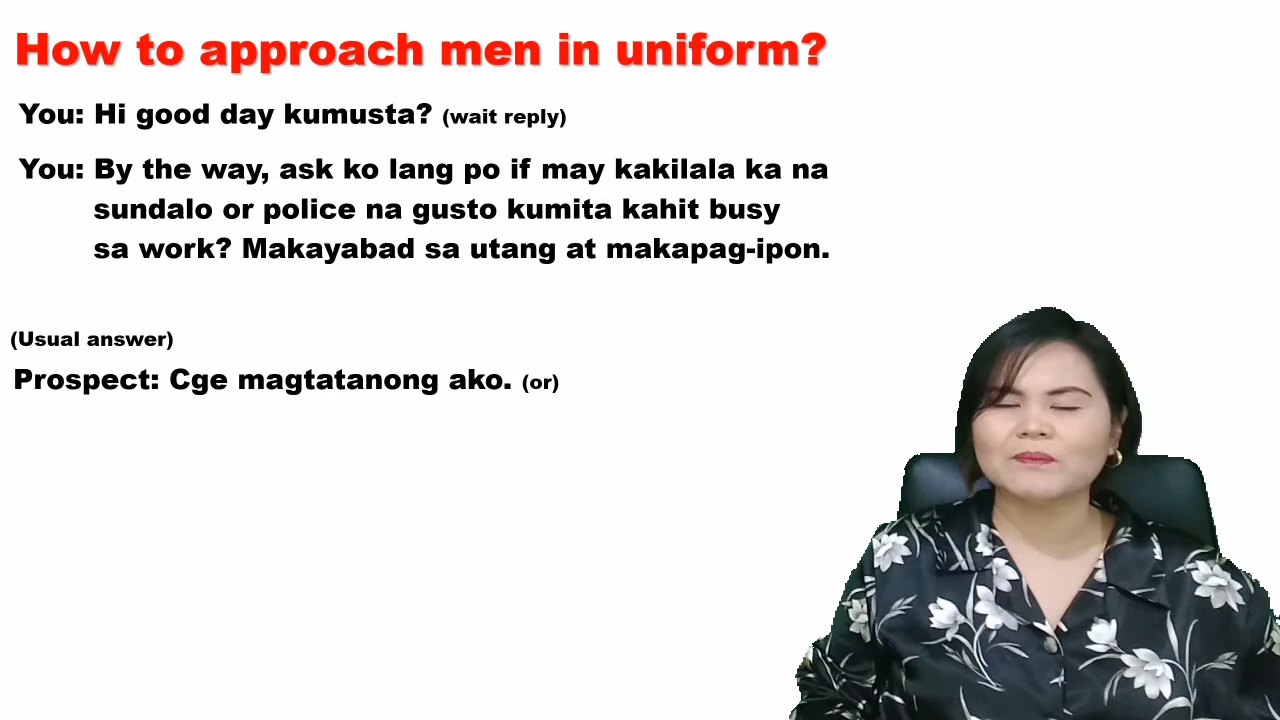 How to approach men in uniform?
You: Hi good day kumusta? (wait reply)
You: By the way, ask ko lang po if may kakilala ka na
sundalo or police na gusto kumita kahit busy
sa work? Makayabad sa utang at makapag-ipon.
(Usual answer)
Prospect: Cge magtatanong ako. (or)